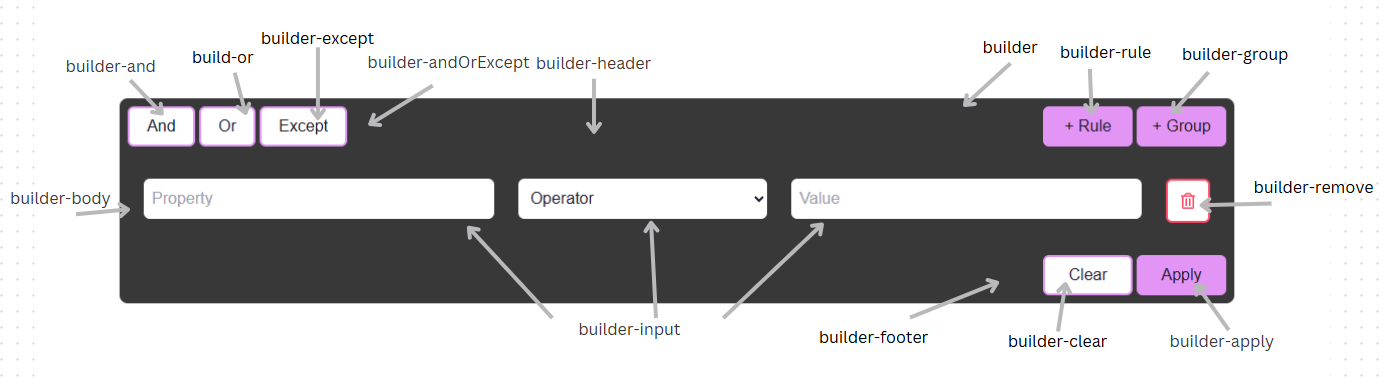 builder-except
builder-and
build-or
builder-andOrExcept
builder-header
builder
builder-rule
builder-group
And
Or
Except
+ Rule
+ Group
builder-body
Property
Operator
Value
builder-remove
Clear
Apply
builder-input
builder-footer
builder-clear
builder-apply